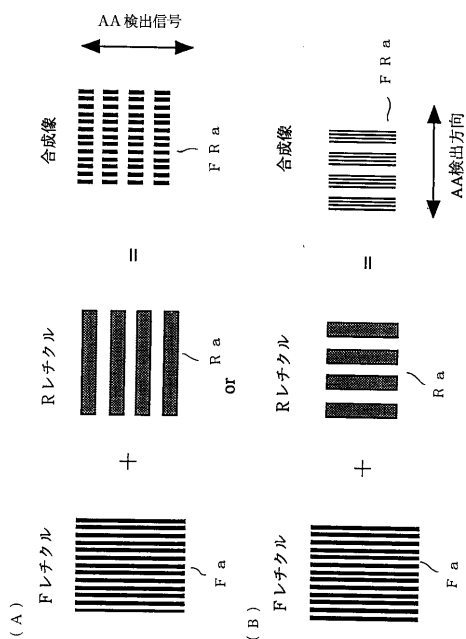 (A)
Fレチクル
Fa
+
Rレチクル
Ra
=
合成像
FRa
AA検出信号
or
(B)
Fレチクル
Fa
+
Rレチクル
Ra
=
合成像
FRa
AA検出方向